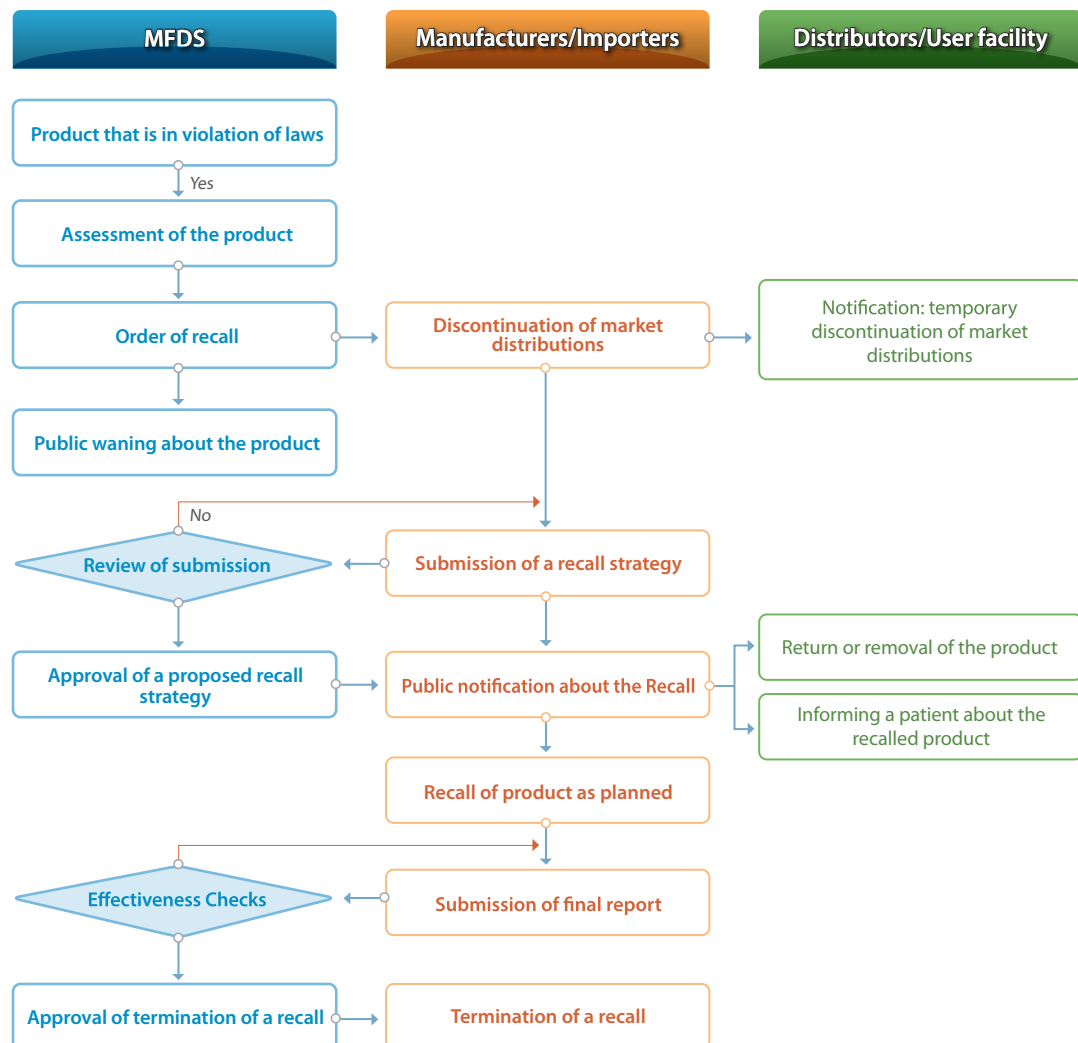 MFDS
Manufacturers/Importers
Distributors/User facility
Product that is in violation of laws
Yes
Assessment of the product
Order of recall
Discontinuation of market
distributions
Notification: temporary
discontinuation of market
distributions
Public waning about the product
No
Review of submission
Submission of a recall strategy
Approval of a proposed recall
strategy
Public notification about the Recall
Return or removal of the product
Informing a patient about the
recalled product
Recall of product as planned
Effectiveness Checks
Submission of final report
Approval of termination of a recall
Termination of a recall